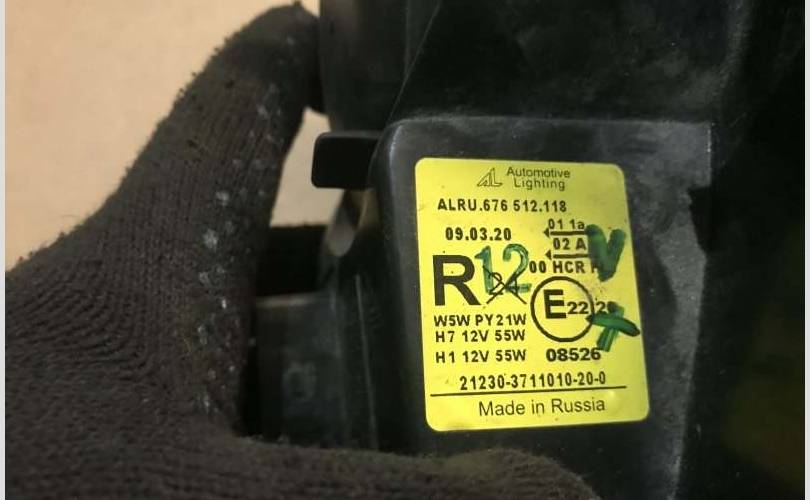 Automotive
Lighting
ALRU.676 512.118
09.03.20
01 1a
02 A
00 HCR
R 12
24
E22
W5W PY21W
H7 12V 55W
H1 12V 55W
08526
21230-3711010-20-0
Made in Russia